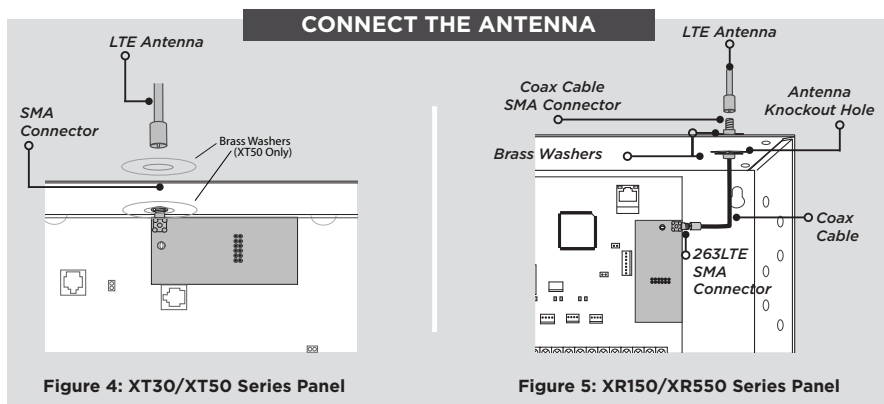 CONNECT THE ANTENNA
LTE Antenna
SMA
Connector
Brass Washers
(XT50 Only)
Figure 4: XT30/XT50 Series Panel
LTE Antenna
Coax Cable
SMA Connector
Antenna
Knockout Hole
Brass Washers
Coax
Cable
263LTE
SMA
Connector
Figure 5: XR150/XR550 Series Panel